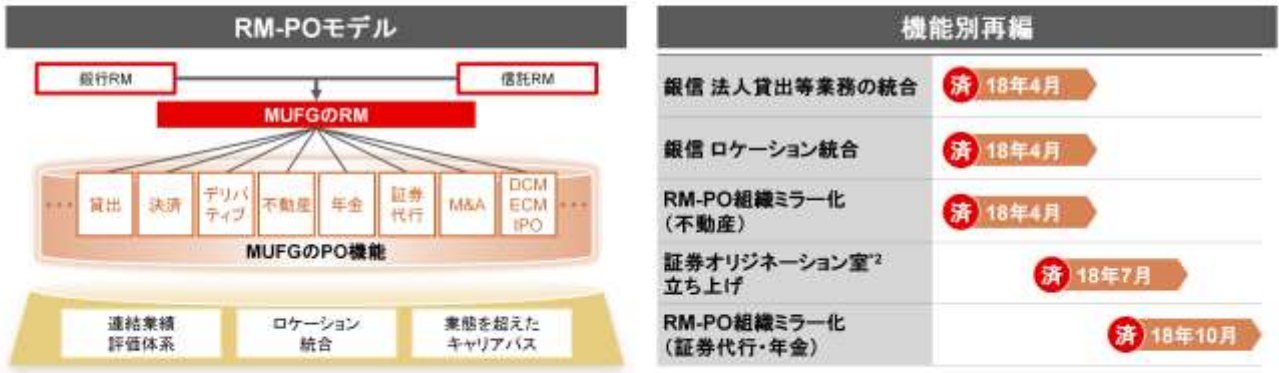 RM-POモデル
銀行RM
信託RM
MUFGのRM
・・・
貸出
決済
デリバ
ティブ
不動産
年金
証券
代行
M&A
DCM
ECM
IPO
・・・
MUFGのPO機能
連結業績
評価体系
ロケーション
統合
業態を超えた
キャリアパス
機能別再編
銀信 法人貸出等業務の統合
済 18年4月
銀信 ロケーション統合
済 18年4月
RM-PO組織ミラー化
（不動産）
済 18年4月
証券オリジネーション室*2
立ち上げ
済 18年7月
RM-PO組織ミラー化
（証券代行・年金）
済 18年10月